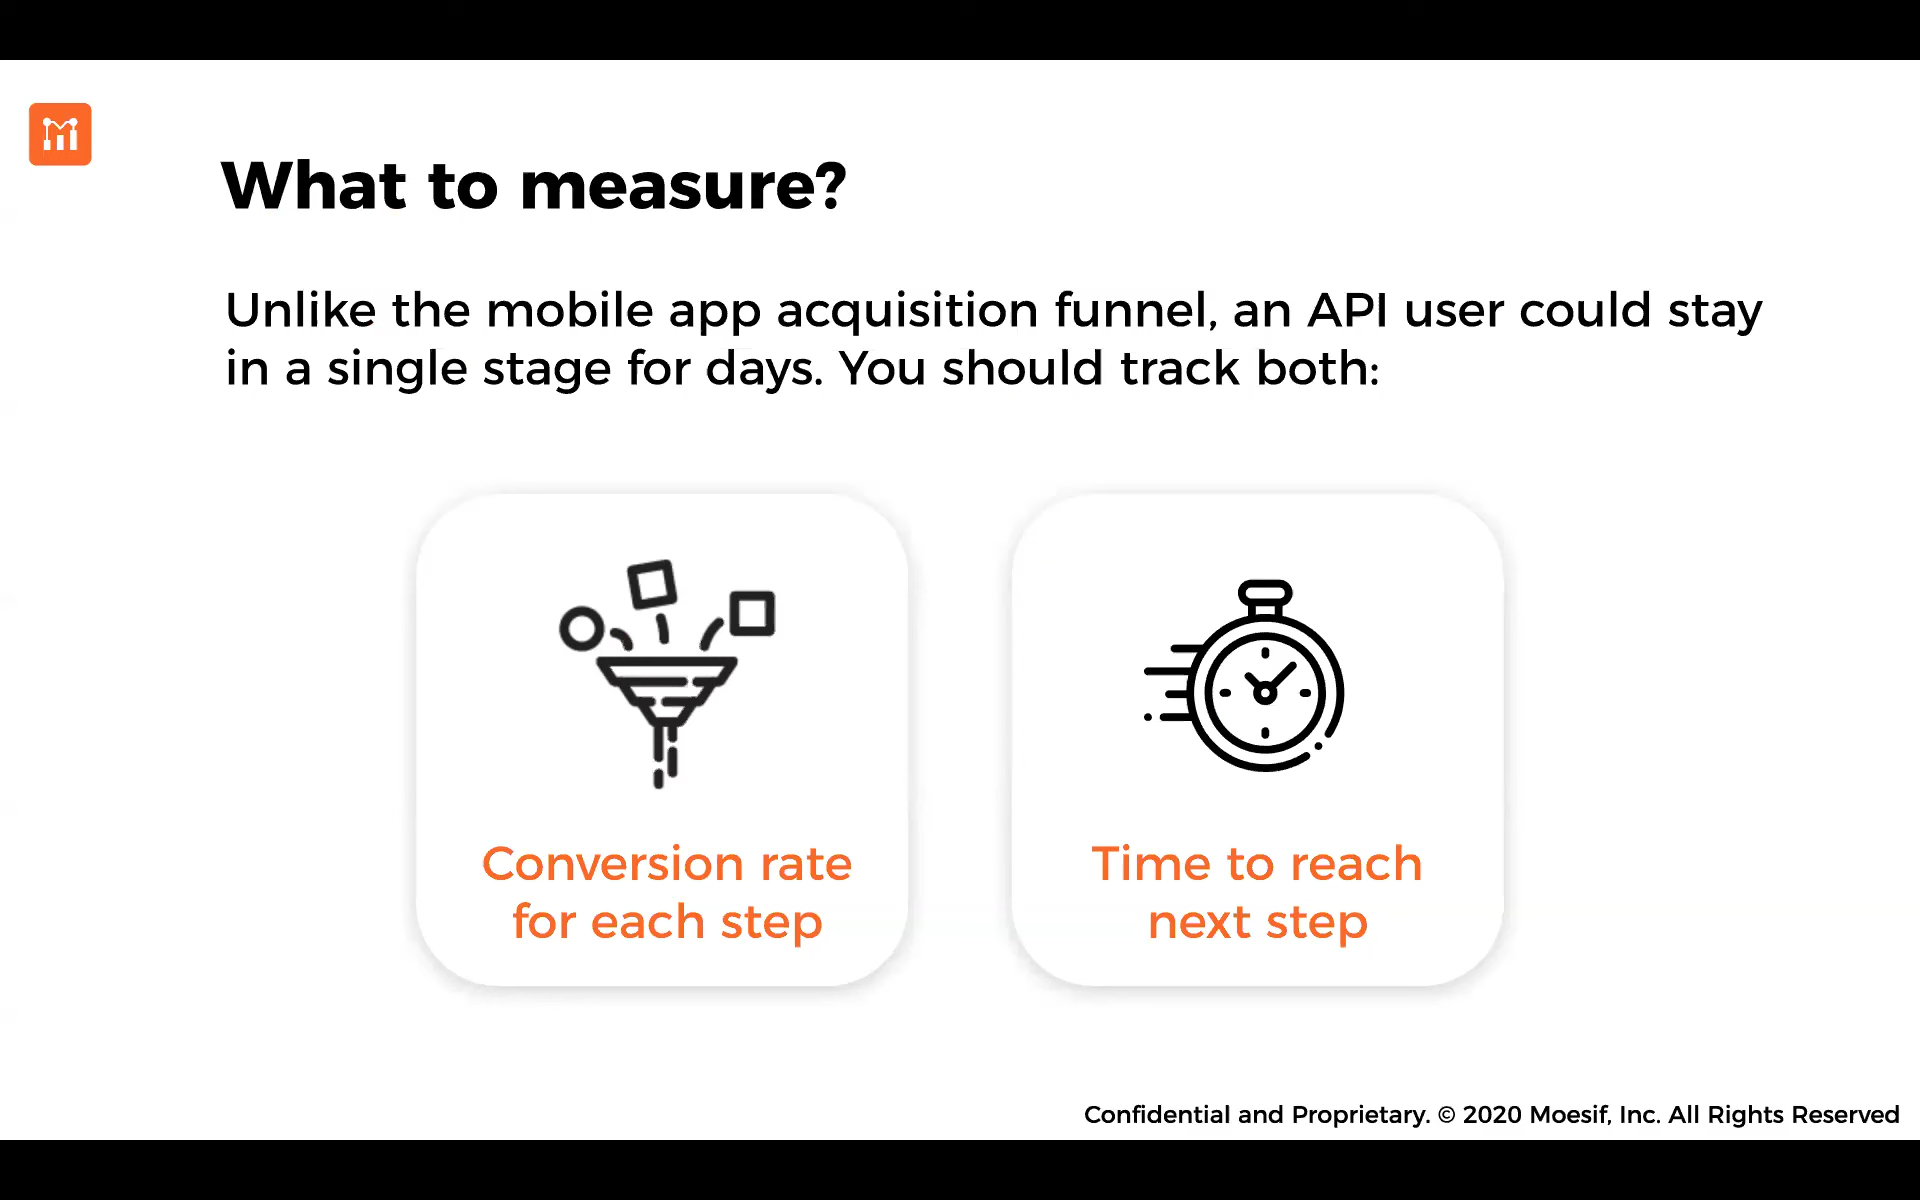 What to measure?
Unlike the mobile app acquisition funnel, an API user could stay
in a single stage for days. You should track both:
Conversion rate
for each step
Time to reach
next step
Confidential and Proprietary. © 2020 Moesif, Inc. All Rights Reserved